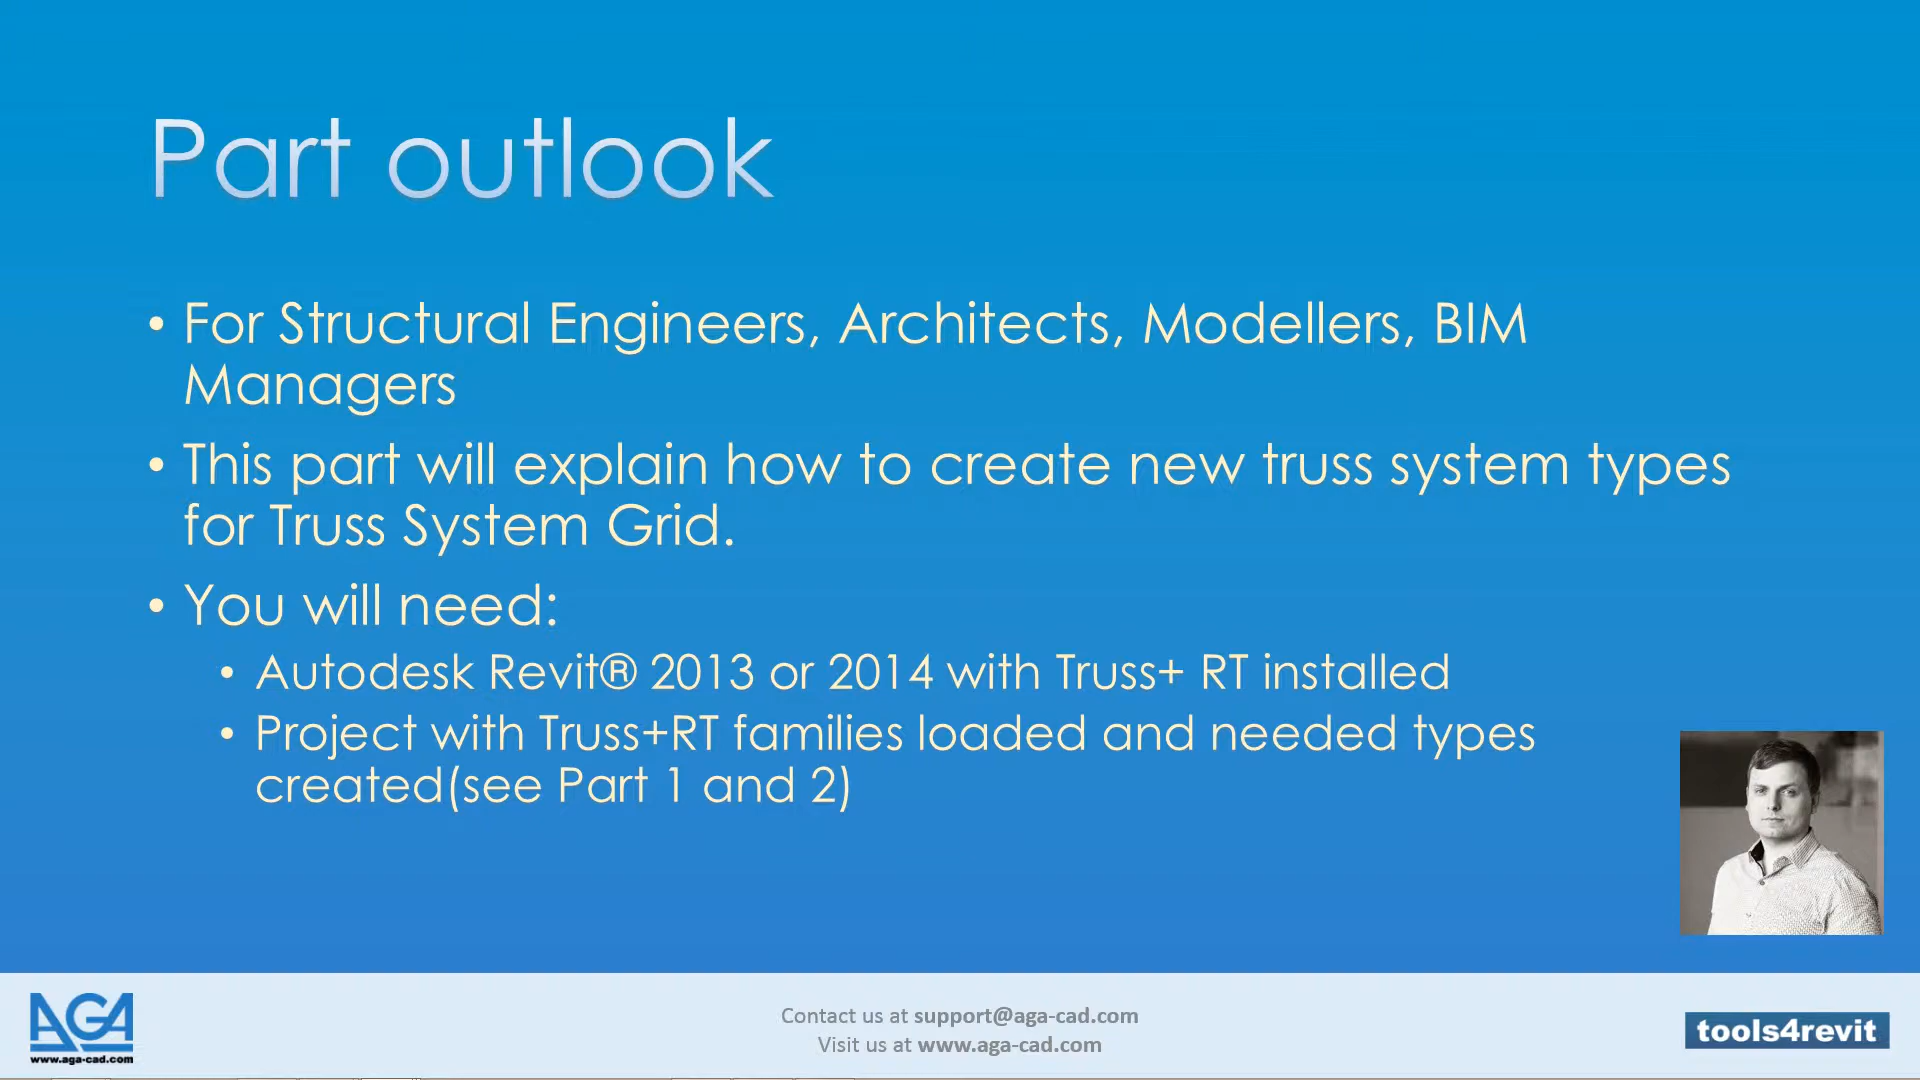 Part outlook
• For Structural Engineers, Architects, Modellers, BIM
Managers
• This part will explain how to create new truss system types
for Truss System Grid.
• You will need:
• Autodesk Revit® 2013 or 2014 with Truss+ RT installed
• Project with Truss+RT families loaded and needed types
created(see Part 1 and 2)
AGA
www.aga-cad.com
Contact us at support@aga-cad.com
Visit us at www.aga-cad.com
tools4revit